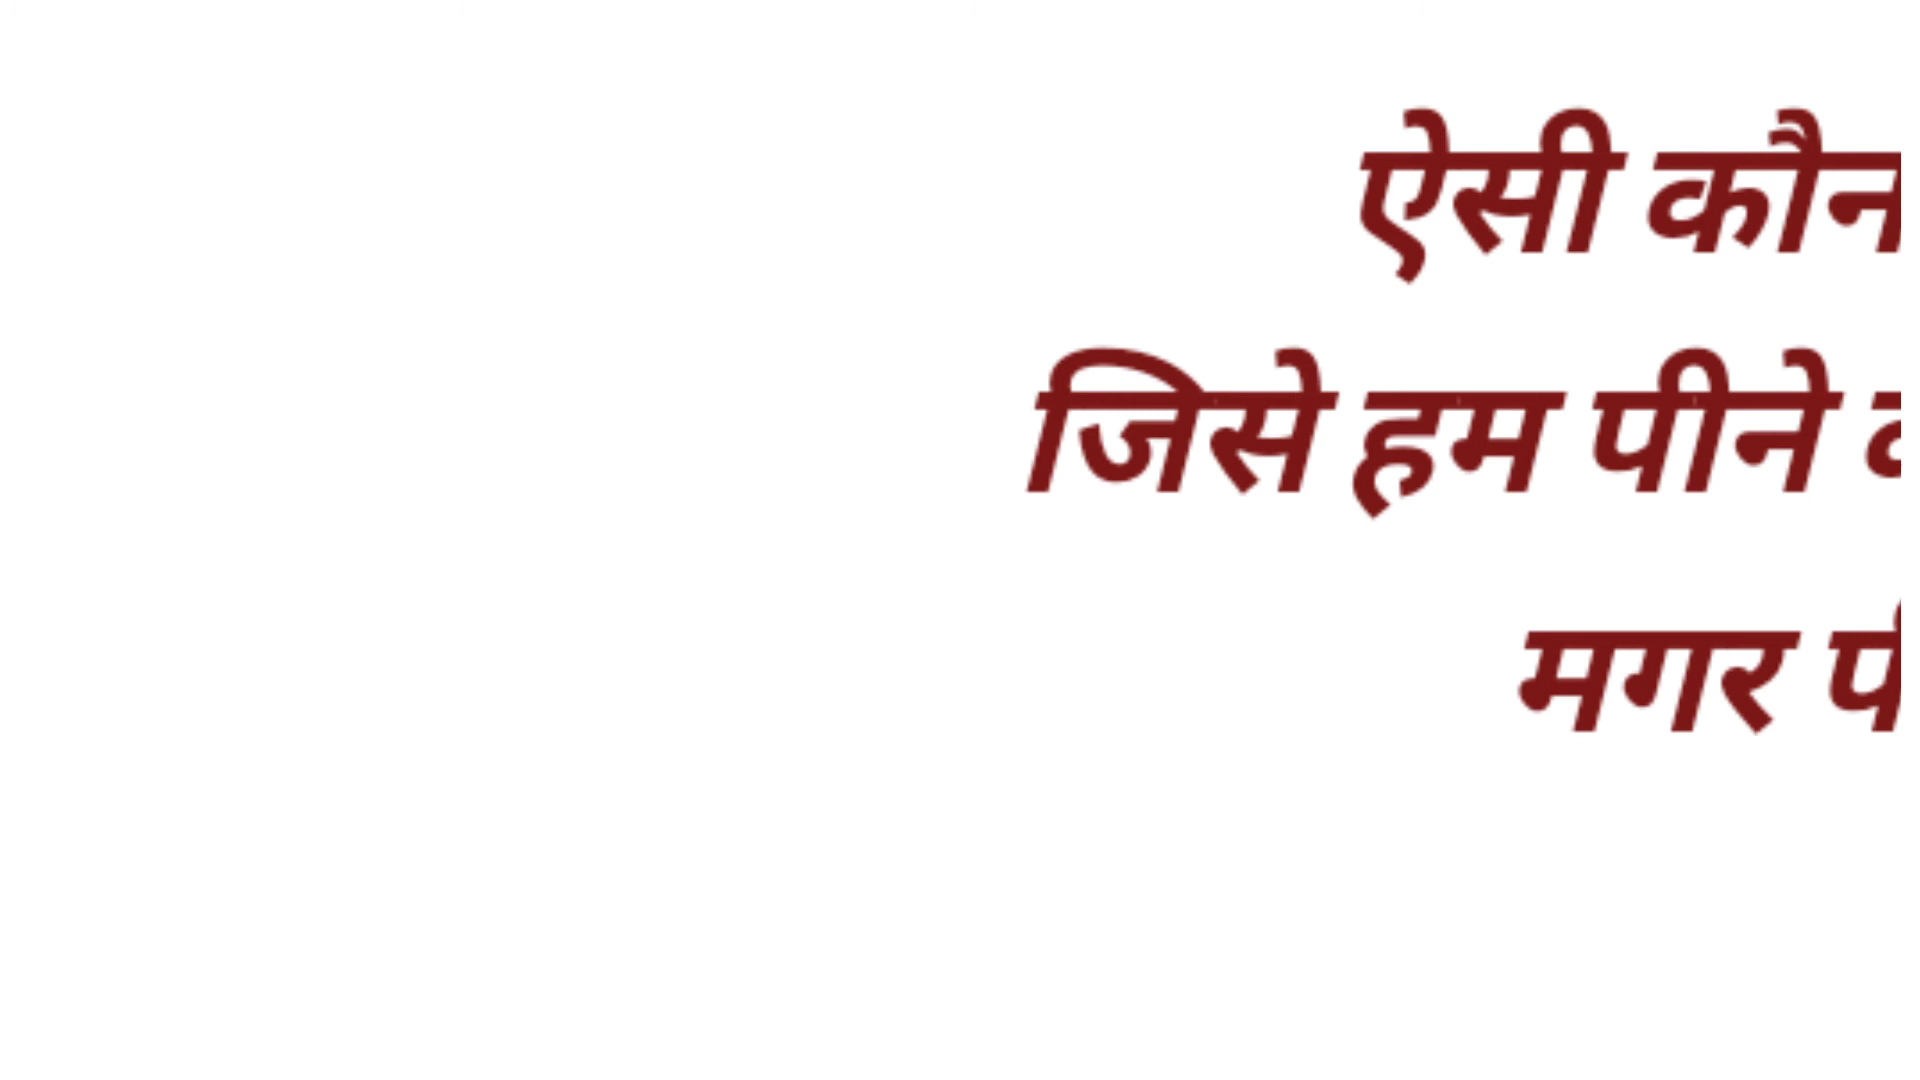 ऐसी कौन
जिसे हम पीने
मगर